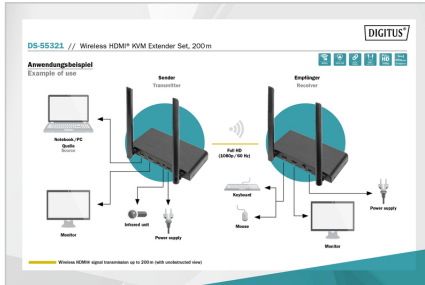 DIGITUS®
DS-55321 // Wireless HDMI® KVM Extender Set, 200m
Anwendungsbeispiel
Example of use
Sender
Transmitter
Empfänger
Receiver
Notebook/PC
Quelle
Source
Full HD
(1080p/60 Hz)
Keyboard
Mouse
Power supply
Monitor
Infrared unit
Power supply
Monitor
Wireless HDMI® signal transmission up to 200m (with unobstructed view)